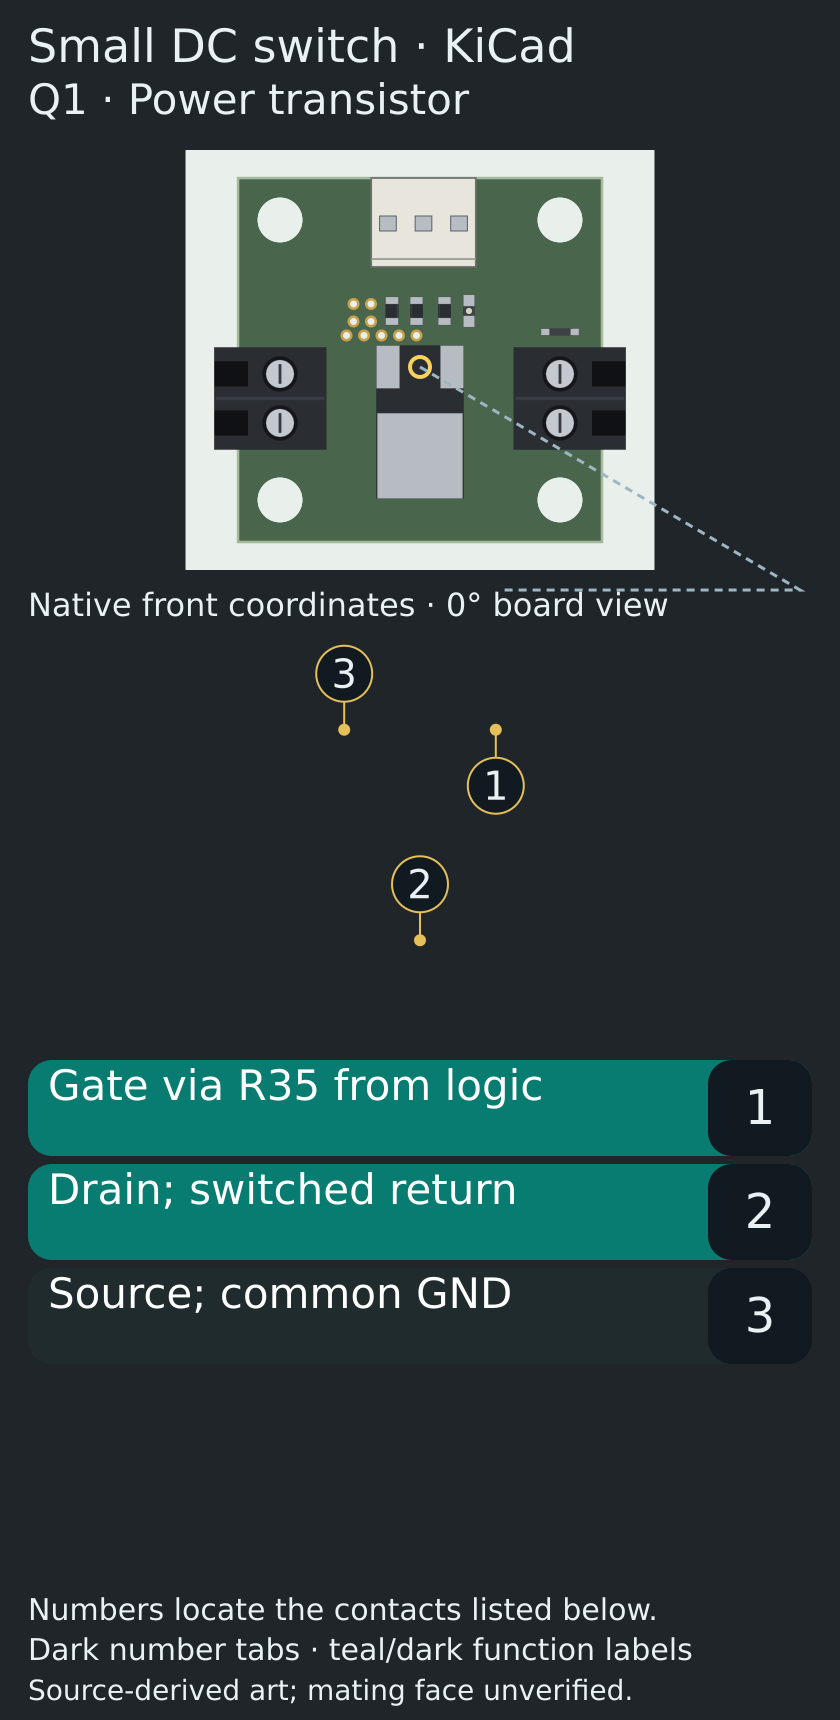 Small DC switch · KiCad
Q1 · Power transistor
Native front coordinates · 0° board view
3
1
2
Gate via R35 from logic 1
Drain; switched return 2
Source; common GND 3
Numbers locate the contacts listed below.
Dark number tabs · teal/dark function labels
Source-derived art; mating face unverified.